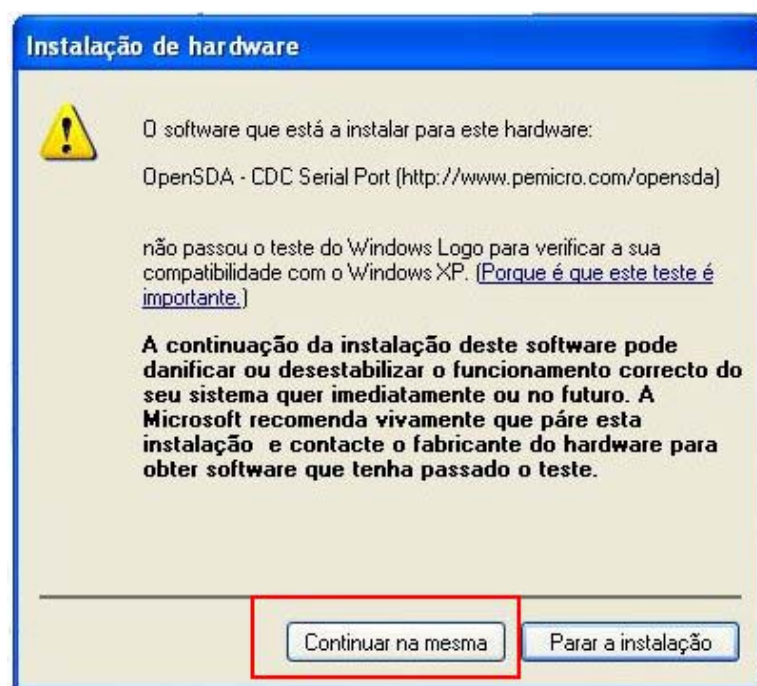 Instalação de hardware
O software que está a instalar para este hardware:
OpenSDA - CDC Serial Port (http://www.pemicro.com/opensda)
não passou o teste do Windows Logo para verificar a sua
compatibilidade com o Windows XP. (Porque é que este teste é
importante.)
A continuação da instalação deste software pode
danificar ou desestabilizar o funcionamento correcto do
seu sistema quer imediatamente ou no futuro. A
Microsoft recomenda vivamente que páre esta
instalação e contacte o fabricante do hardware para
obter software que tenha passado o teste.
Continuar na mesma Parar a instalação